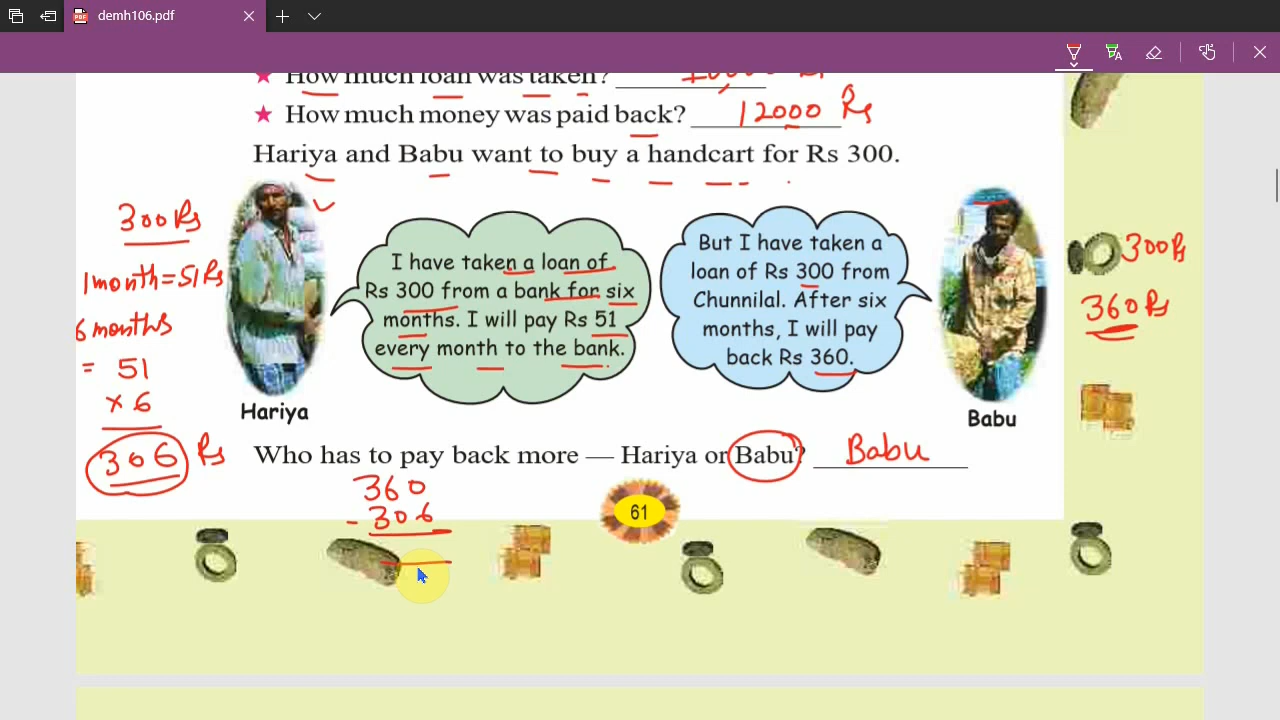 demh106.pdf
How much loan was taken?
How much money was paid back? 12000 Rs
Hariya and Babu want to buy a handcart for Rs 300.
300 Rs
1 month = 51 Rs
6 months
= 51
× 6
306 Rs
I have taken a loan of
Rs 300 from a bank for six
months. I will pay Rs 51
every month to the bank.
Hariya
But I have taken a
loan of Rs 300 from
Chunnilal. After six
months, I will pay
back Rs 360.
Babu
300 Rs
360 Rs
Who has to pay back more — Hariya or Babu? Babu
360
- 306
61